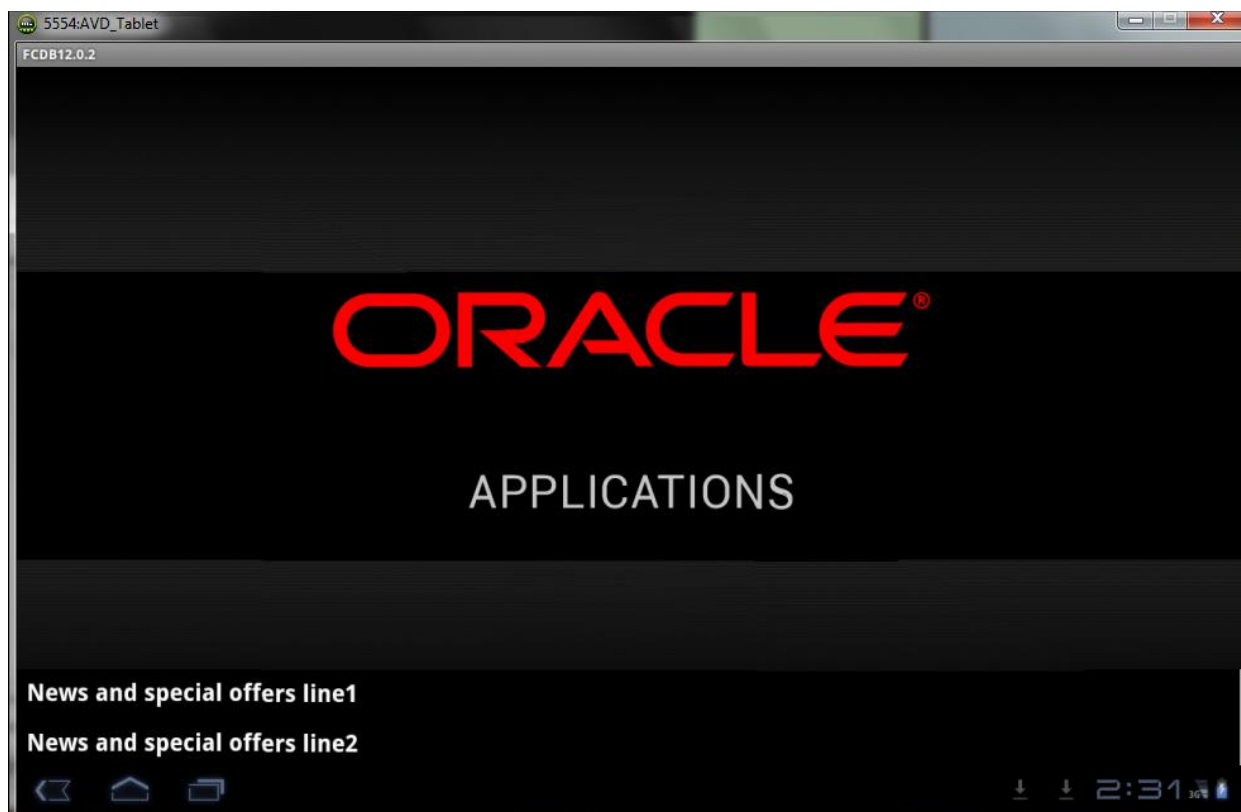 5554:AVD_Tablet
FCDB12.0.2
ORACLE®
APPLICATIONS
News and special offers line1
News and special offers line2
2:31 3G